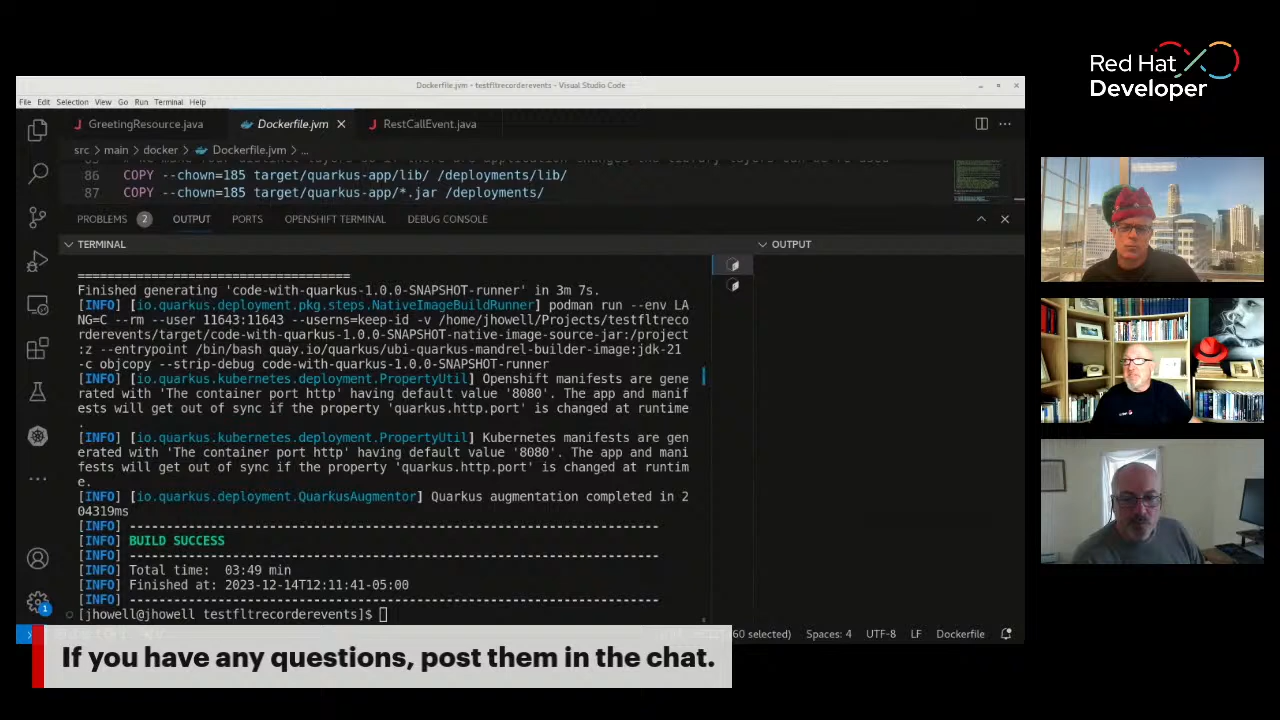 Red Hat
Developer
Dockerfile.jvm - testfltrecorderevents - Visual Studio Code
File Edit Selection View Go Run Terminal Help
GreetingResource.java
Dockerfile.jvm
RestCallEvent.java
src > main > docker > Dockerfile.jvm > ...
86 COPY --chown=185 target/quarkus-app/lib/ /deployments/lib/
87 COPY --chown=185 target/quarkus-app/*.jar /deployments/
PROBLEMS 2 OUTPUT PORTS OPENSHIFT TERMINAL DEBUG CONSOLE
TERMINAL
OUTPUT
====================================
Finished generating 'code-with-quarkus-1.0.0-SNAPSHOT-runner' in 3m 7s.
[INFO] [io.quarkus.deployment.pkg.steps.NativeImageBuildRunner] podman run --env LA
NG=C --rm --user 11643:11643 --userns=keep-id -v /home/jhowell/Projects/testfltreco
rderevents/target/code-with-quarkus-1.0.0-SNAPSHOT-native-image-source-jar:/project
:z --entrypoint /bin/bash quay.io/quarkus/ubi-quarkus-mandrel-builder-image:jdk-21
-c objcopy --strip-debug code-with-quarkus-1.0.0-SNAPSHOT-runner
[INFO] [io.quarkus.kubernetes.deployment.PropertyUtil] Openshift manifests are gene
rated with 'The container port http' having default value '8080'. The app and manif
ests will get out of sync if the property 'quarkus.http.port' is changed at runtime
.
[INFO] [io.quarkus.kubernetes.deployment.PropertyUtil] Kubernetes manifests are gen
erated with 'The container port http' having default value '8080'. The app and mani
fests will get out of sync if the property 'quarkus.http.port' is changed at runtim
e.
[INFO] [io.quarkus.deployment.QuarkusAugmentor] Quarkus augmentation completed in 2
04319ms
[INFO] ------------------------------------------------------------------------
[INFO] BUILD SUCCESS
[INFO] ------------------------------------------------------------------------
[INFO] Total time:  03:49 min
[INFO] Finished at: 2023-12-14T12:11:41-05:00
[INFO] ------------------------------------------------------------------------
[jhowell@jhowell testfltrecorderevents]$
1
60 selected) Spaces: 4 UTF-8 LF Dockerfile
If you have any questions, post them in the chat.